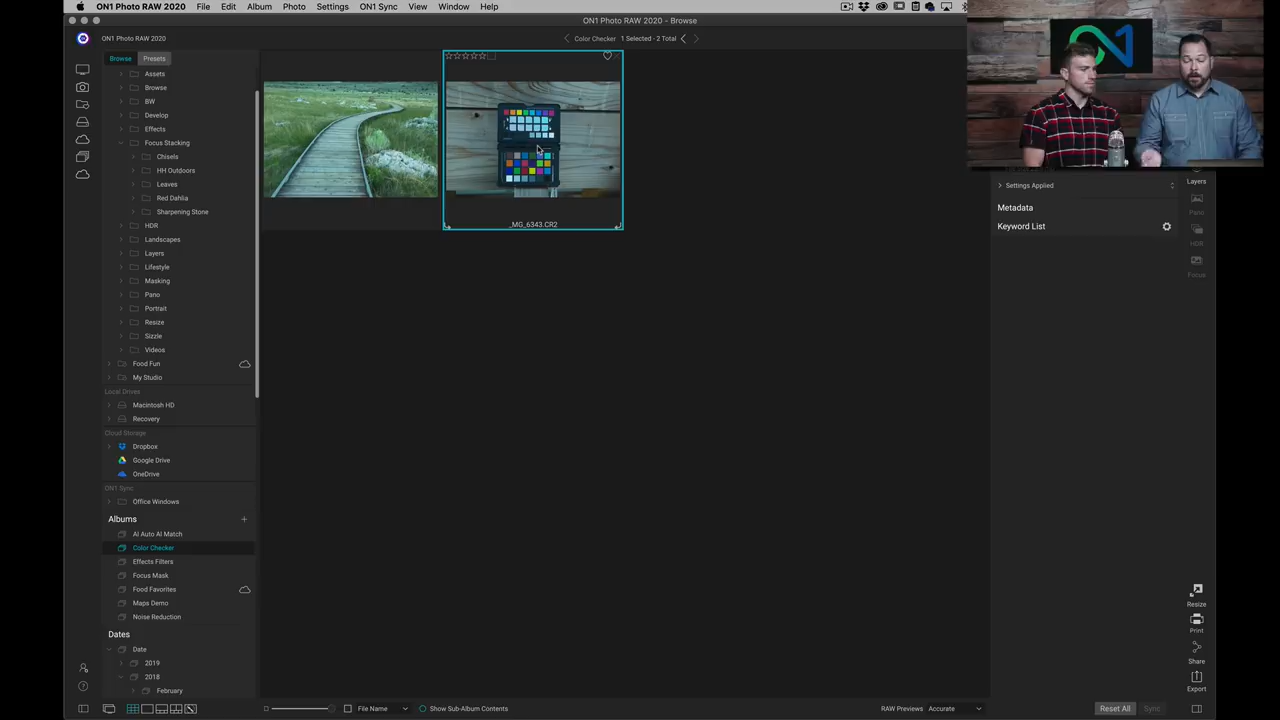 ON1 Photo RAW 2020 File Edit Album Photo Settings ON1 Sync View Window Help
ON1 Photo RAW 2020 - Browse
ON1 Photo RAW 2020
Color Checker 1 Selected - 2 Total
Browse Presets
Assets
Browse
BW
Develop
Effects
Focus Stacking
Chisels
HH Outdoors
Leaves
Red Dahlia
Sharpening Stone
HDR
Landscapes
Layers
Lifestyle
Masking
Pano
Portrait
Resize
Sizzle
Videos
Food Fun
My Studio
Local Drives
Macintosh HD
Recovery
Cloud Storage
Dropbox
Google Drive
OneDrive
ON1 Sync
Office Windows
Albums
AI Auto AI Match
Color Checker
Effects Filters
Focus Mask
Food Favorites
Maps Demo
Noise Reduction
Dates
Date
2019
2018
February
_MG_6343.CR2
Settings Applied
Metadata
Keyword List
Layers
Pano
HDR
Focus
Resize
Print
Share
Export
File Name
Show Sub-Album Contents
RAW Previews Accurate
Reset All Sync